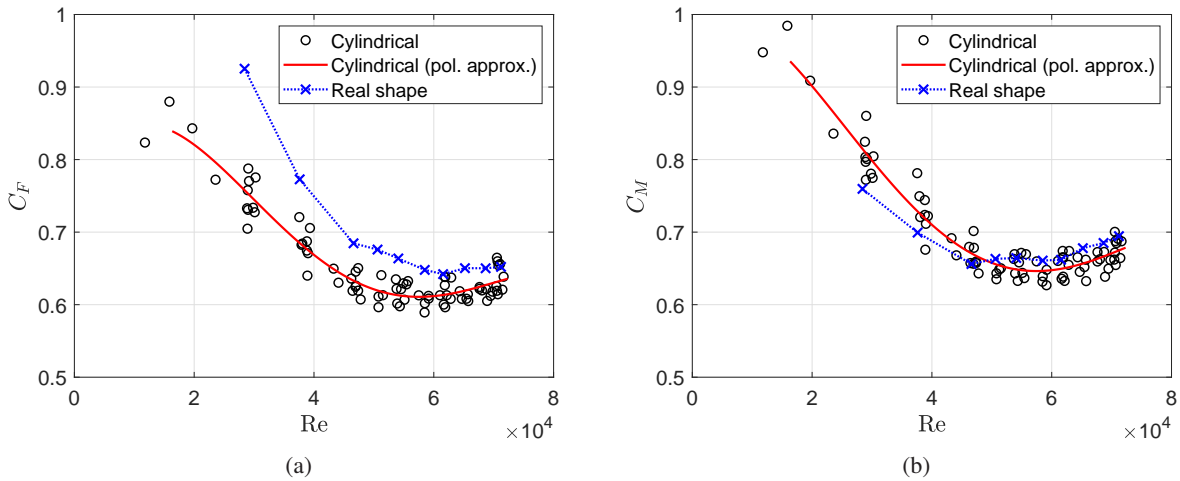 Cylindrical
Cylindrical (pol. approx.)
Real shape
1
0.9
0.8
0.7
0.6
0.5
C_F
0
2
4
6
8
Re
×10^4
(a)
Cylindrical
Cylindrical (pol. approx.)
Real shape
1
0.9
0.8
0.7
0.6
0.5
C_M
0
2
4
6
8
Re
×10^4
(b)